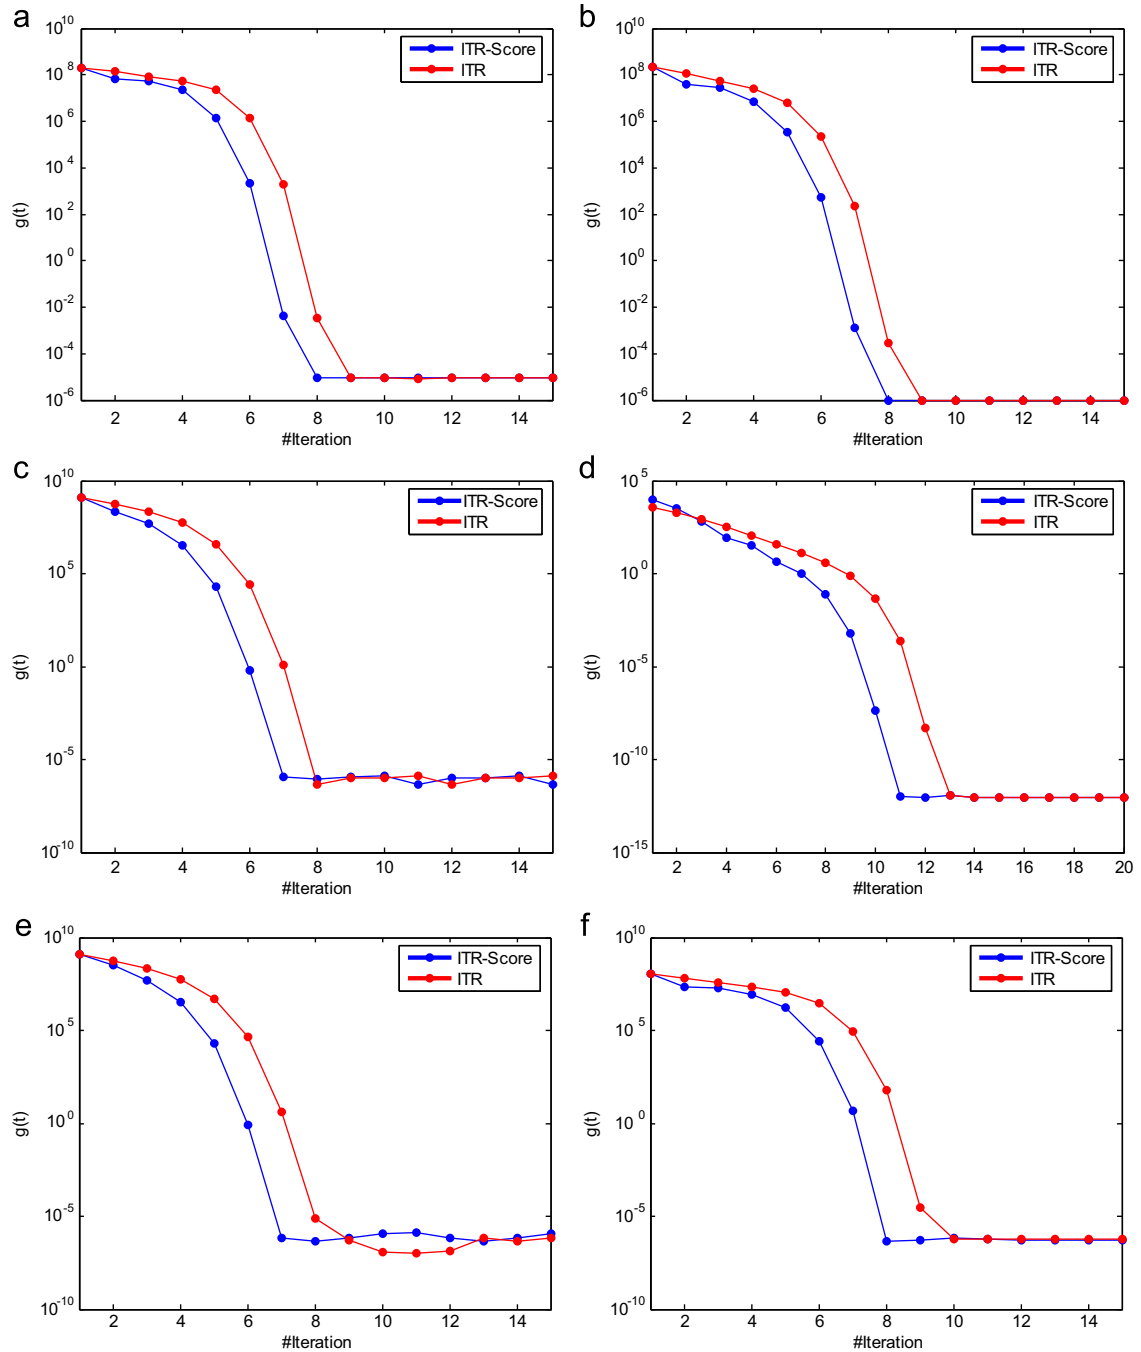 a
10^10
10^8
10^6
10^4
10^2
10^0
10^-2
10^-4
10^-6
g(t)
2 4 6 8 10 12 14
#Iteration
ITR-Score
ITR
b
10^10
10^8
10^6
10^4
10^2
10^0
10^-2
10^-4
10^-6
g(t)
2 4 6 8 10 12 14
#Iteration
ITR-Score
ITR
c
10^10
10^5
10^0
10^-5
10^-10
g(t)
2 4 6 8 10 12 14
#Iteration
ITR-Score
ITR
d
10^5
10^0
10^-5
10^-10
10^-15
g(t)
2 4 6 8 10 12 14 16 18 20
#Iteration
ITR-Score
ITR
e
10^10
10^5
10^0
10^-5
10^-10
g(t)
2 4 6 8 10 12 14
#Iteration
ITR-Score
ITR
f
10^10
10^5
10^0
10^-5
10^-10
g(t)
2 4 6 8 10 12 14
#Iteration
ITR-Score
ITR